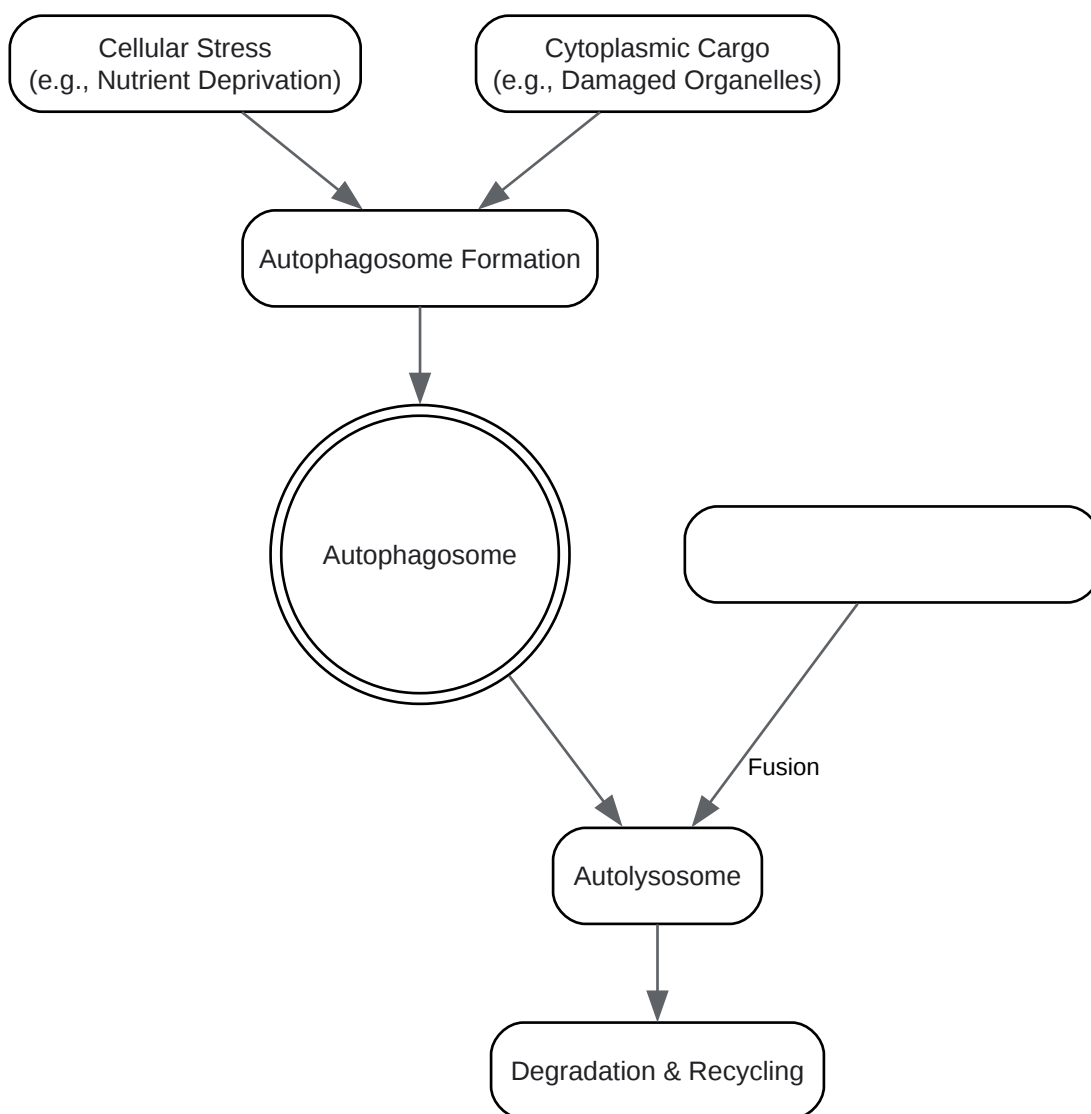 Cellular Stress
(e.g., Nutrient Deprivation)
Cytoplasmic Cargo
(e.g., Damaged Organelles)
Autophagosome Formation
Autophagosome
Fusion
Autolysosome
Degradation & Recycling